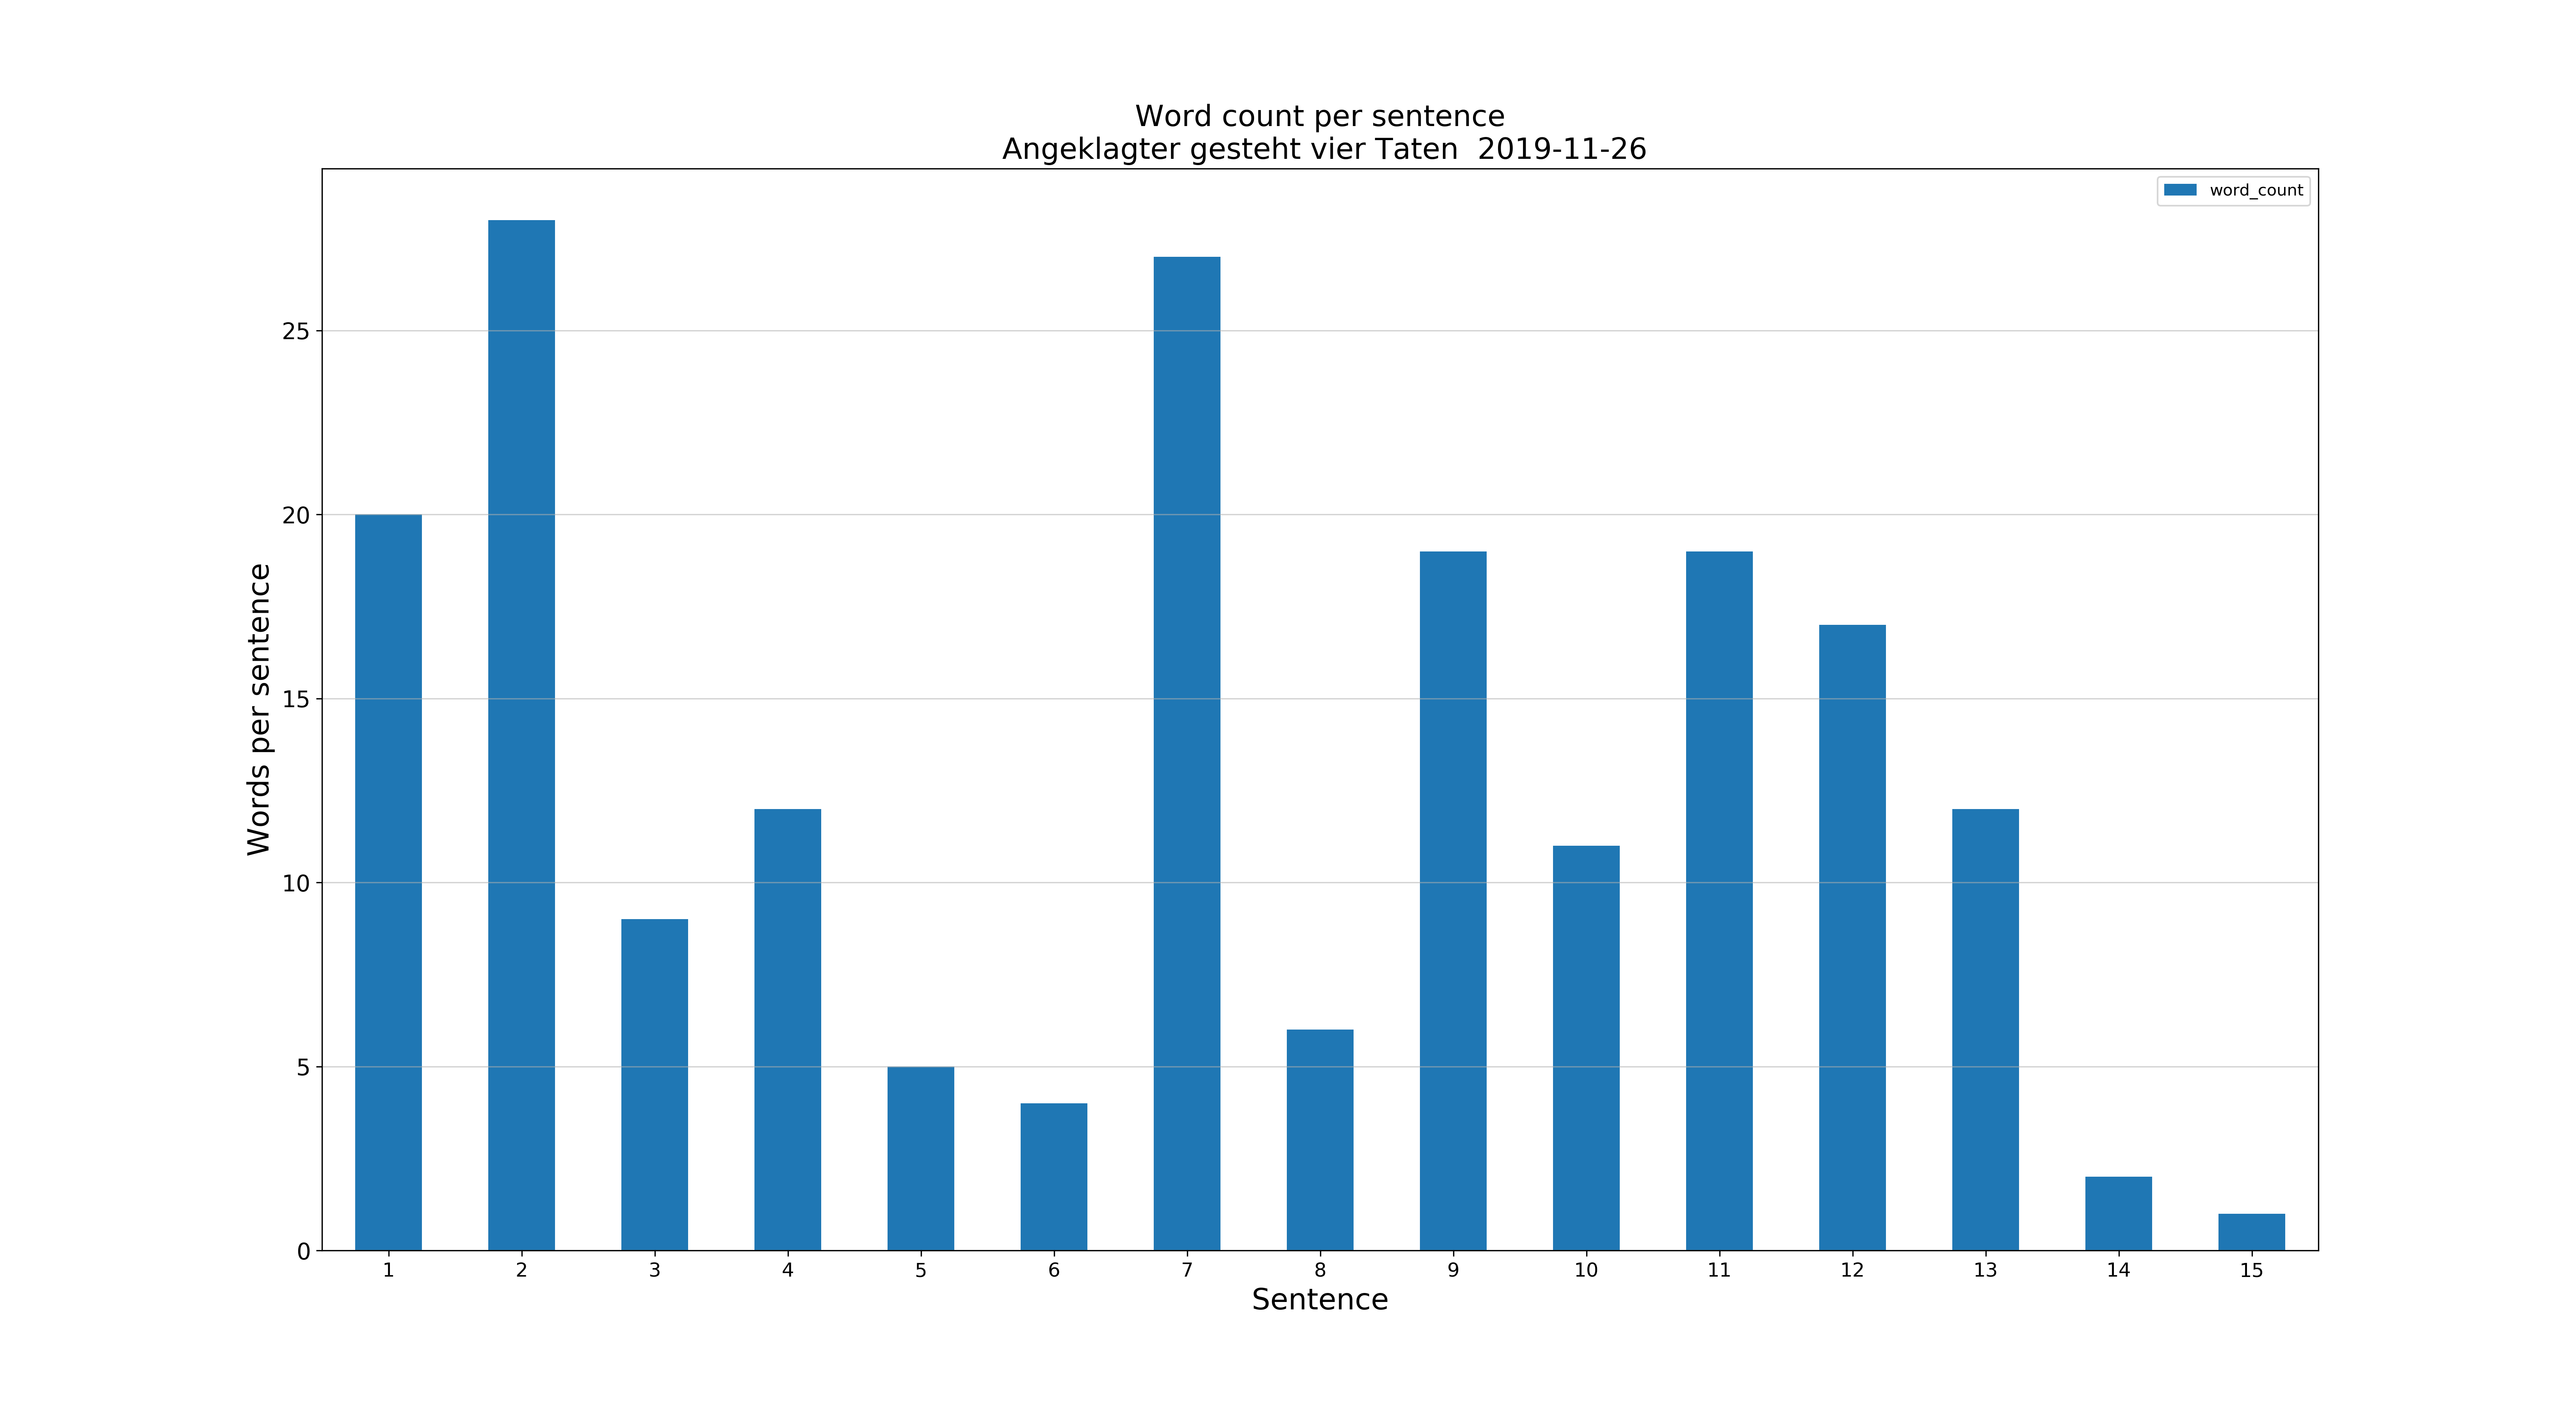 Word count per sentence
Angeklagter gesteht vier Taten  2019-11-26
word_count
25
20
15
10
5
0
Words per sentence
1 2 3 4 5 6 7 8 9 10 11 12 13 14 15
Sentence